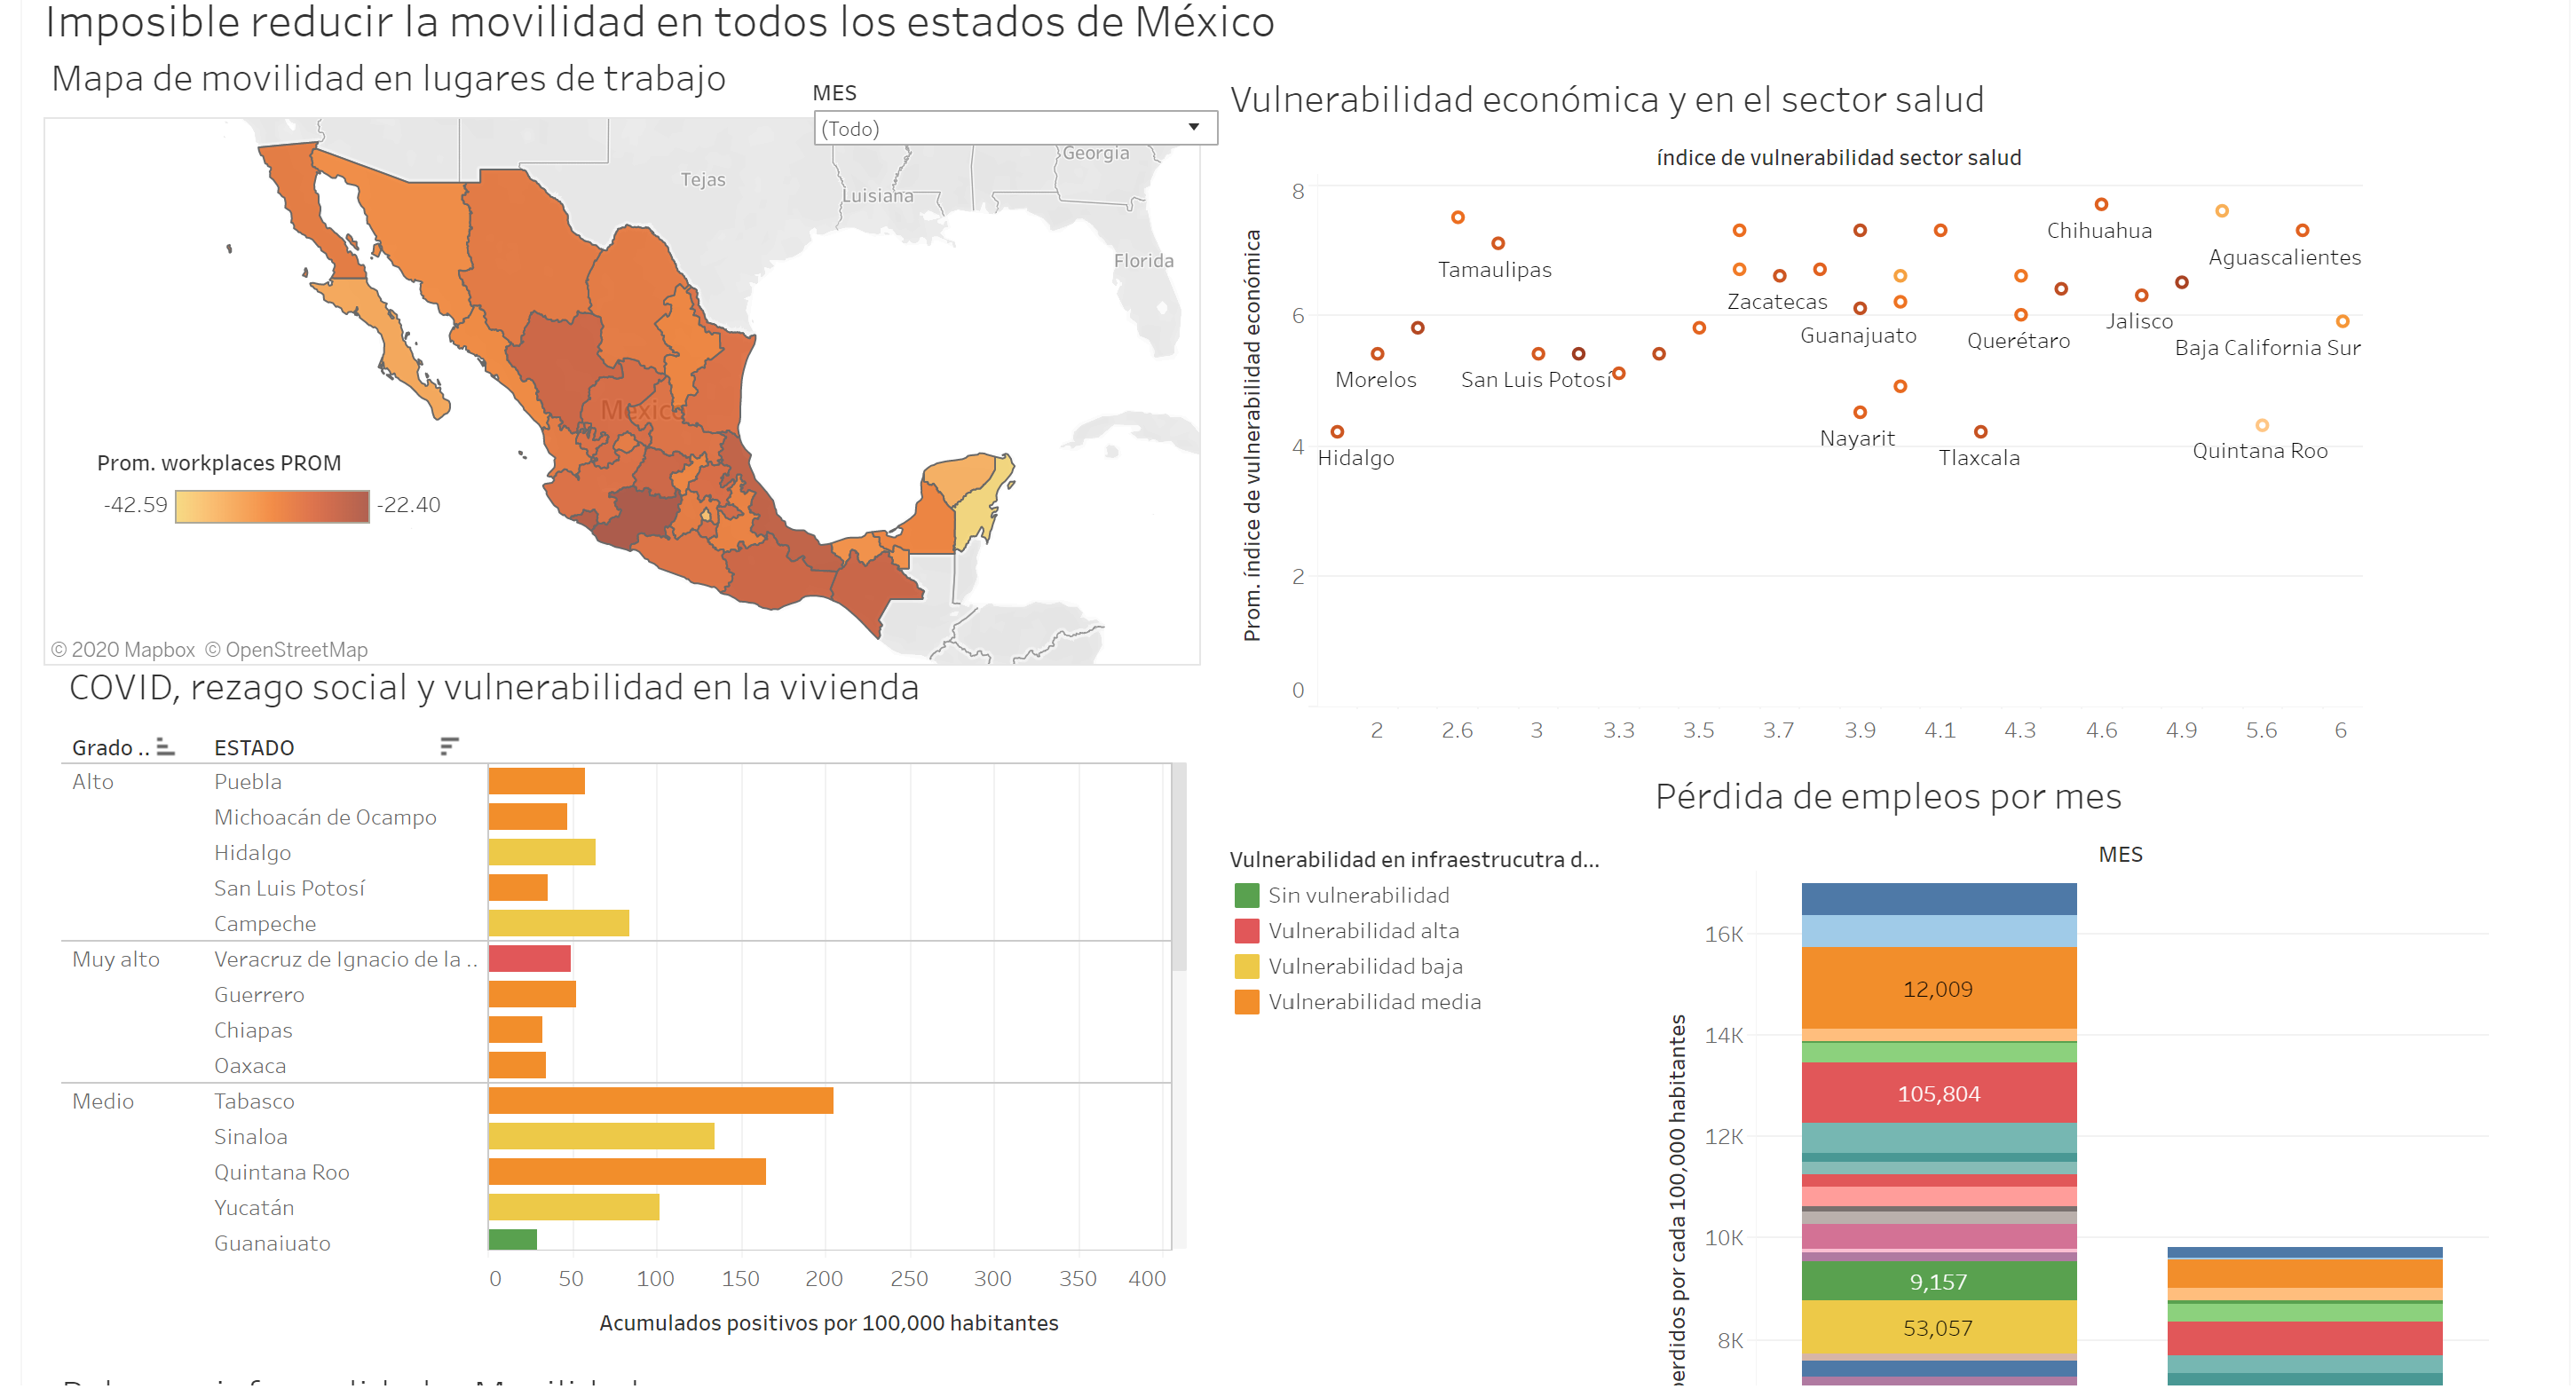 Imposible reducir la movilidad en todos los estados de México
Mapa de movilidad en lugares de trabajo
MES
(Todo)
Tejas
Luisiana
Georgia
Florida
México
Prom. workplaces PROM
-42.59
-22.40
© 2020 Mapbox © OpenStreetMap
Vulnerabilidad económica y en el sector salud
índice de vulnerabilidad sector salud
Prom. índice de vulnerabilidad económica
8
6
4
2
0
Chihuahua
Aguascalientes
Tamaulipas
Zacatecas
Guanajuato
Querétaro
Jalisco
Baja California Sur
Morelos
San Luis Potosí
Nayarit
Tlaxcala
Quintana Roo
Hidalgo
2 2.6 3 3.3 3.5 3.7 3.9 4.1 4.3 4.6 4.9 5.6 6
COVID, rezago social y vulnerabilidad en la vivienda
Grado .. ESTADO
Alto Puebla
Michoacán de Ocampo
Hidalgo
San Luis Potosí
Campeche
Muy alto Veracruz de Ignacio de la ..
Guerrero
Chiapas
Oaxaca
Medio Tabasco
Sinaloa
Quintana Roo
Yucatán
Guanajuato
0 50 100 150 200 250 300 350 400
Acumulados positivos por 100,000 habitantes
Vulnerabilidad en infraestrucutra d...
Sin vulnerabilidad
Vulnerabilidad alta
Vulnerabilidad baja
Vulnerabilidad media
Pérdida de empleos por mes
MES
perdidos por cada 100,000 habitantes
16K
14K
12K
10K
8K
12,009
105,804
9,157
53,057